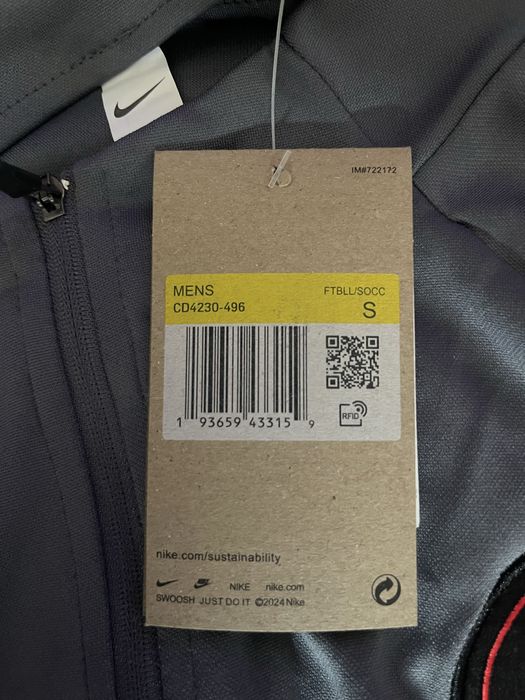 IM#722172
MENS FTBLL/SOCC
CD4230-496 S
1 93659 43315 9
RFID
nike.com/sustainability
NIKE nike.com
SWOOSH JUST DO IT ©2024 Nike